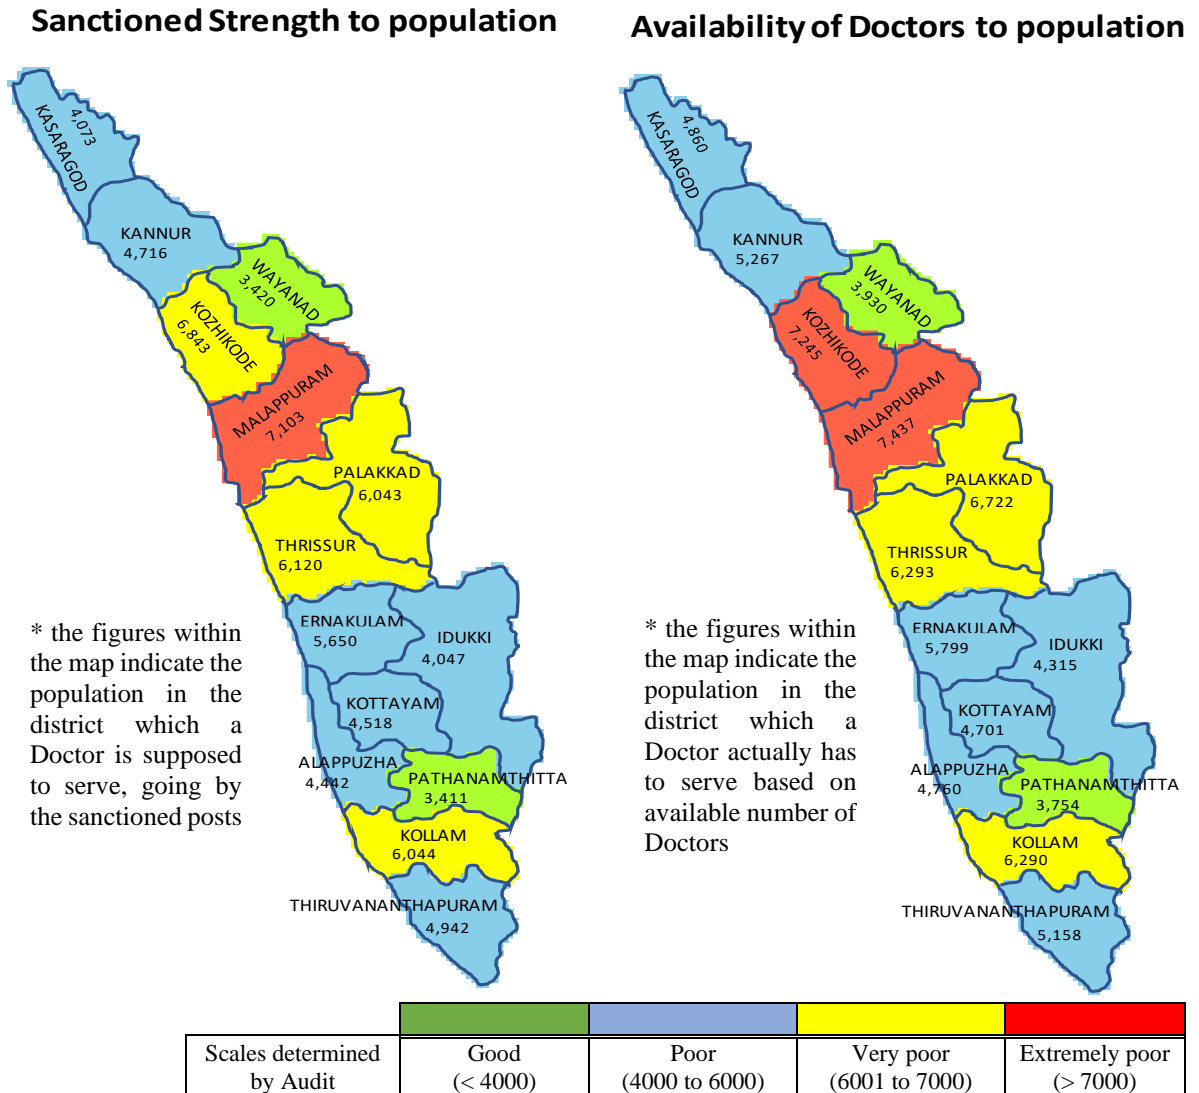 Sanctioned Strength to population
KASARAGOD
4,073
KANNUR
4,716
WAYANAD
3,420
KOZHIKODE
6,843
MALAPPURAM
7,103
PALAKKAD
6,043
THRISSUR
6,120
ERNAKULAM
5,650
IDUKKI
4,047
KOTTAYAM
4,518
ALAPPUZHA
4,442
PATHANAMTHITTA
3,411
KOLLAM
6,044
THIRUVANANTHAPURAM
4,942
* the figures within
the map indicate the
population in the
district which a
Doctor is supposed
to serve, going by
the sanctioned posts
Availability of Doctors to population
KASARAGOD
4,860
KANNUR
5,267
WAYANAD
3,930
KOZHIKODE
7,245
MALAPPURAM
7,437
PALAKKAD
6,722
THRISSUR
6,293
ERNAKULAM
5,799
IDUKKI
4,315
KOTTAYAM
4,701
ALAPPUZHA
4,760
PATHANAMTHITTA
3,754
KOLLAM
6,290
THIRUVANANTHAPURAM
5,158
* the figures within
the map indicate the
population in the
district which a
Doctor actually has
to serve based on
available number of
Doctors
Scales determined
by Audit
Good
(< 4000)
Poor
(4000 to 6000)
Very poor
(6001 to 7000)
Extremely poor
(> 7000)